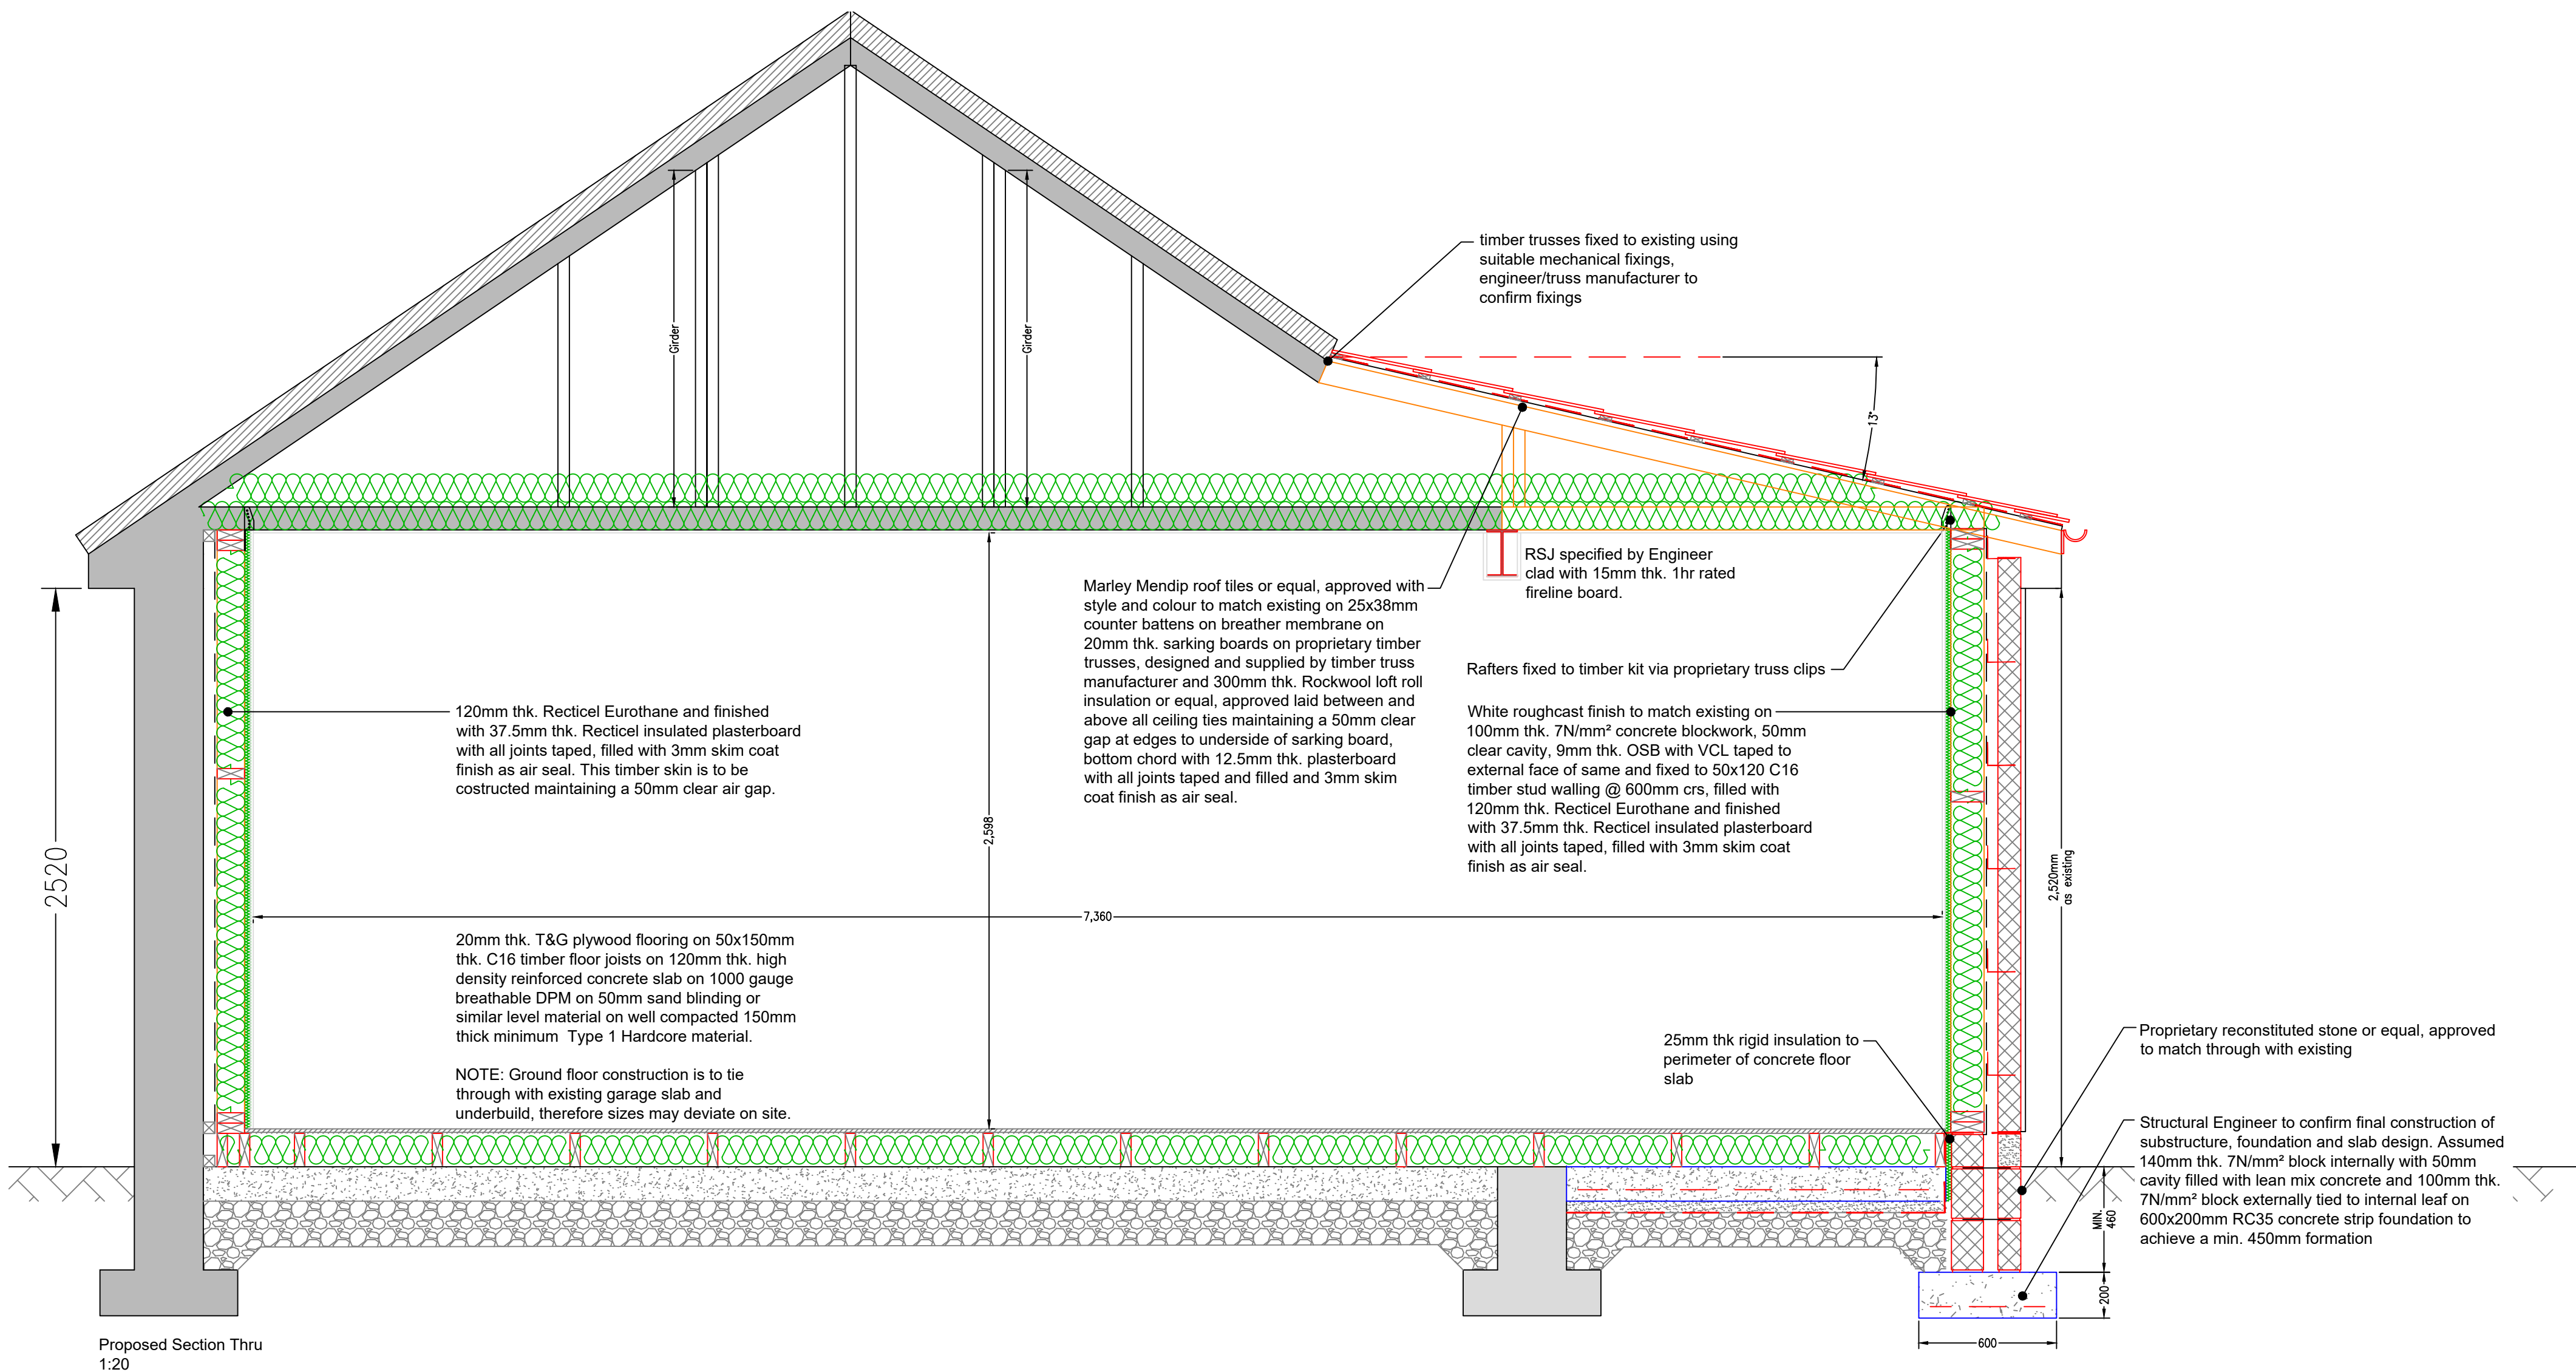 timber trusses fixed to existing using
suitable mechanical fixings,
engineer/truss manufacturer to
confirm fixings
Girder
Girder
13°
RSJ specified by Engineer
clad with 15mm thk. 1hr rated
fireline board.
Marley Mendip roof tiles or equal, approved with
style and colour to match existing on 25x38mm
counter battens on breather membrane on
20mm thk. sarking boards on proprietary timber
trusses, designed and supplied by timber truss
manufacturer and 300mm thk. Rockwool loft roll
insulation or equal, approved laid between and
above all ceiling ties maintaining a 50mm clear
gap at edges to underside of sarking board,
bottom chord with 12.5mm thk. plasterboard
with all joints taped and filled and 3mm skim
coat finish as air seal.
Rafters fixed to timber kit via proprietary truss clips
White roughcast finish to match existing on
100mm thk. 7N/mm² concrete blockwork, 50mm
clear cavity, 9mm thk. OSB with VCL taped to
external face of same and fixed to 50x120 C16
timber stud walling @ 600mm crs, filled with
120mm thk. Recticel Eurothane and finished
with 37.5mm thk. Recticel insulated plasterboard
with all joints taped, filled with 3mm skim coat
finish as air seal.
120mm thk. Recticel Eurothane and finished
with 37.5mm thk. Recticel insulated plasterboard
with all joints taped, filled with 3mm skim coat
finish as air seal. This timber skin is to be
costructed maintaining a 50mm clear air gap.
2520
2,598
2,520mm
as existing
7,360
20mm thk. T&G plywood flooring on 50x150mm
thk. C16 timber floor joists on 120mm thk. high
density reinforced concrete slab on 1000 gauge
breathable DPM on 50mm sand blinding or
similar level material on well compacted 150mm
thick minimum  Type 1 Hardcore material.
NOTE: Ground floor construction is to tie
through with existing garage slab and
underbuild, therefore sizes may deviate on site.
25mm thk rigid insulation to
perimeter of concrete floor
slab
Proprietary reconstituted stone or equal, approved
to match through with existing
Structural Engineer to confirm final construction of
substructure, foundation and slab design. Assumed
140mm thk. 7N/mm² block internally with 50mm
cavity filled with lean mix concrete and 100mm thk.
7N/mm² block externally tied to internal leaf on
600x200mm RC35 concrete strip foundation to
achieve a min. 450mm formation
MIN.
460
200
600
Proposed Section Thru
1:20